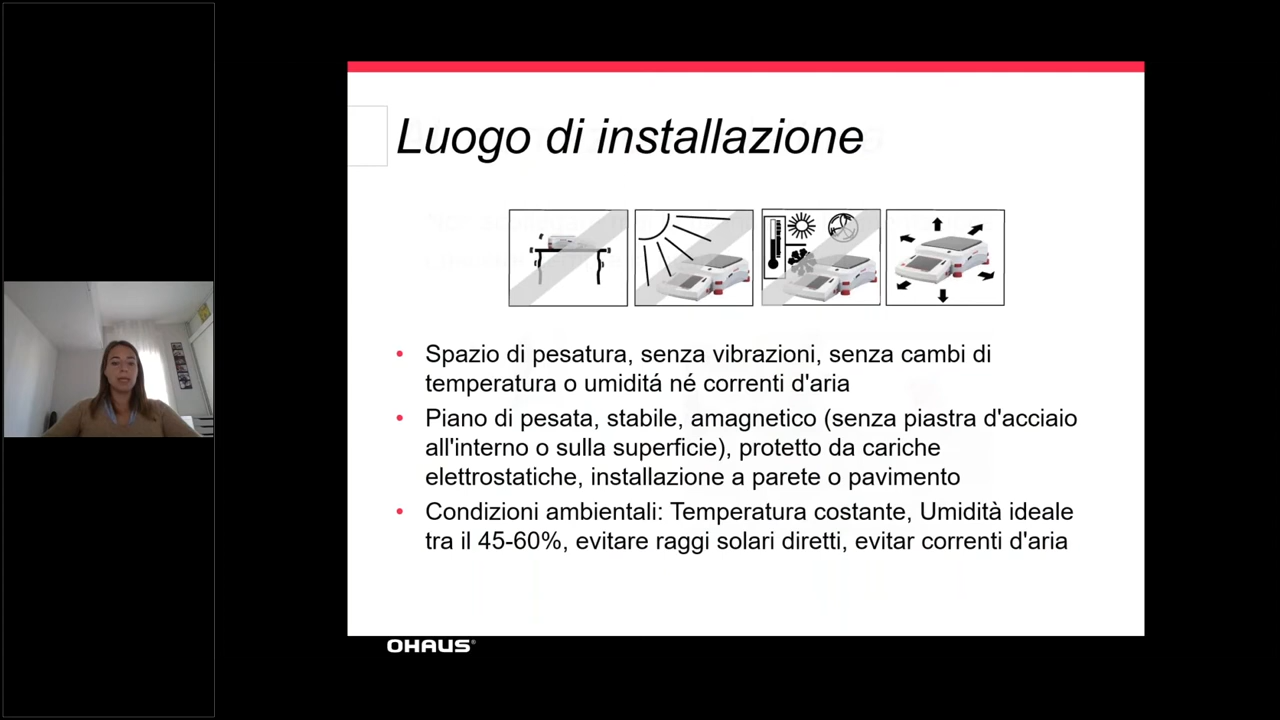 Luogo di installazione
Spazio di pesatura, senza vibrazioni, senza cambi di
temperatura o umiditá né correnti d'aria
Piano di pesata, stabile, amagnetico (senza piastra d'acciaio
all'interno o sulla superficie), protetto da cariche
elettrostatiche, installazione a parete o pavimento
Condizioni ambientali: Temperatura costante, Umidità ideale
tra il 45-60%, evitare raggi solari diretti, evitar correnti d'aria
OHAUS®